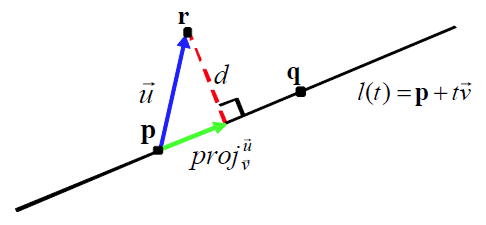 r
u⃗
d
q
l(t) = p + tv⃗
p
proj_v⃗^u⃗